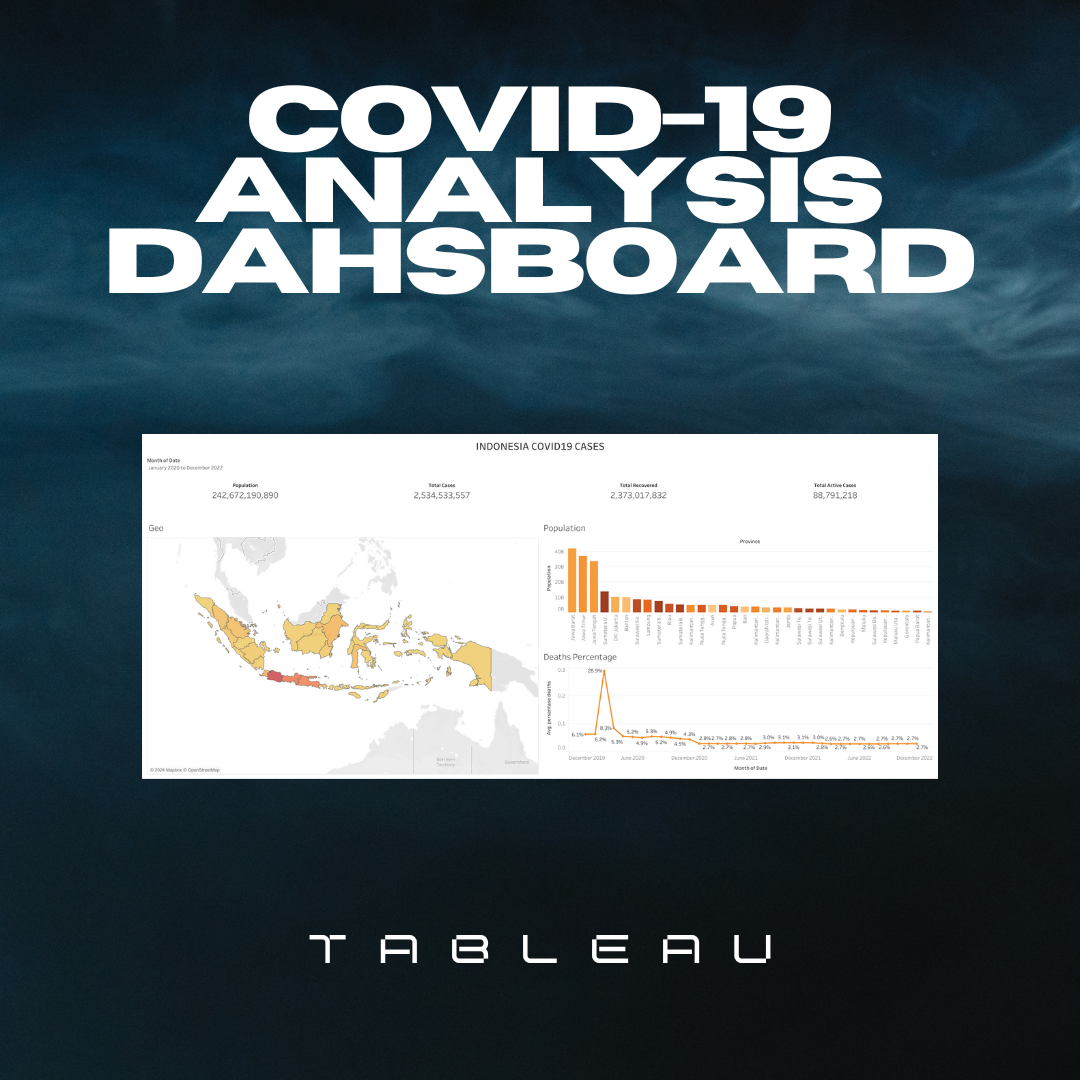 COVID-19
ANALYSIS
DAHSBOARD
INDONESIA COVID19 CASES
Month of Date
January 2020 to December 2022
Population
242,672,190,890
Total Cases
2,534,533,557
Total Recovered
2,373,017,832
Total Active Cases
88,791,218
Geo
Northern
Territory
Queensland
© 2024 Mapbox © OpenStreetMap
Population
Province
Population
40B
30B
20B
10B
0B
Jawa Barat
Jawa Timur
Jawa Tengah
Sumatera U..
DKI Jakarta
Banten
Sulawesi Se..
Lampung
Sumatera S..
Riau
Sumatera B..
Kalimantan..
Nusa Tengg..
Aceh
Nusa Tengg..
Papua
Bali
Kalimantan..
Daerah Isti..
Kalimantan..
Jambi
Sulawesi Te..
Sulawesi Te..
Sulawesi Ut..
Kalimantan..
Bengkulu
Kepulauan..
Maluku
Sulawesi Ba..
Kepulauan..
Maluku Uta..
Gorontalo
Papua Barat
Kalimantan..
Deaths Percentage
Avg. percentage deaths
0.3
0.2
0.1
0.0
6.1%
6.2%
28.9%
8.3%
5.3%
5.2%
4.9%
5.3%
5.2%
4.9%
4.5%
4.3%
2.8%
2.7%
2.7%
2.7%
2.8%
2.7%
2.8%
2.7%
2.9%
3.0%
3.1%
3.1%
3.1%
3.0%
2.8%
2.6%
2.7%
2.7%
2.7%
2.6%
2.7%
2.6%
2.7%
2.7%
2.7%
December 2019
June 2020
December 2020
June 2021
December 2021
June 2022
December 2022
Month of Date
TABLEAU